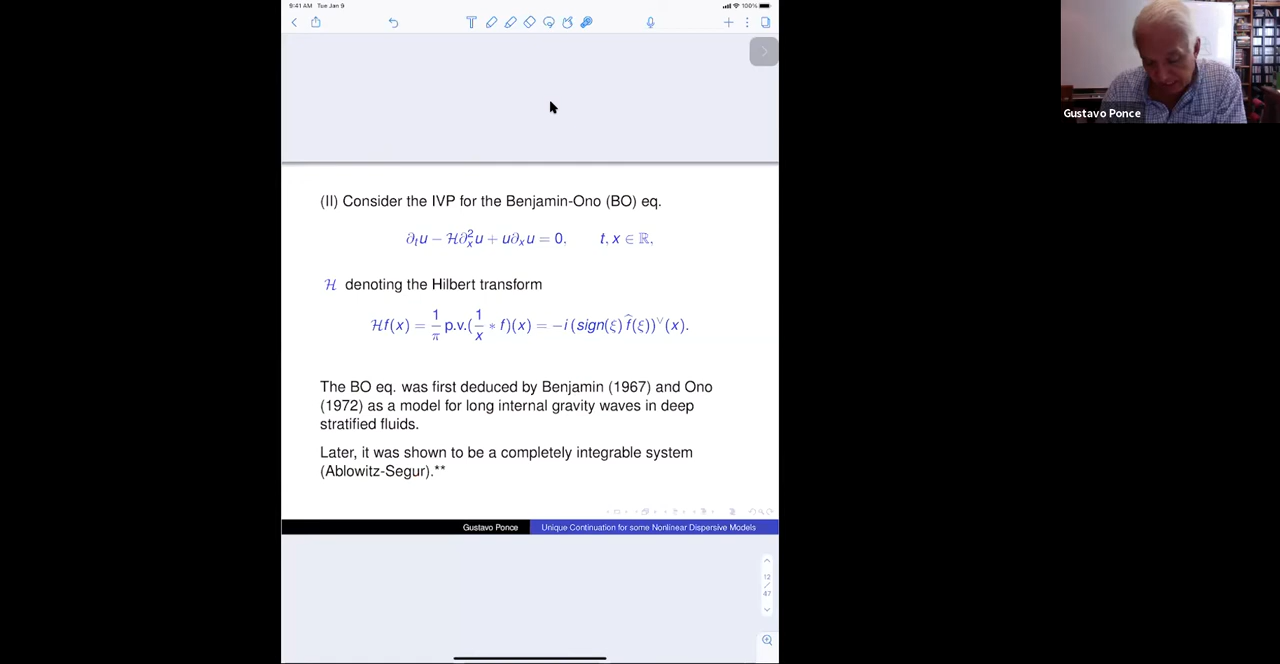 9:41 AM Tue Jan 9
100%
Gustavo Ponce
(II) Consider the IVP for the Benjamin-Ono (BO) eq.
∂ₜu − ℋ∂ₓ²u + u∂ₓu = 0, t, x ∈ ℝ,
ℋ denoting the Hilbert transform
ℋf(x) = 1/π p.v.(1/x ∗ f)(x) = −i (sign(ξ) f̂(ξ))^∨(x).
The BO eq. was first deduced by Benjamin (1967) and Ono
(1972) as a model for long internal gravity waves in deep
stratified fluids.
Later, it was shown to be a completely integrable system
(Ablowitz-Segur).**
Gustavo Ponce Unique Continuation for some Nonlinear Dispersive Models
12
/
47